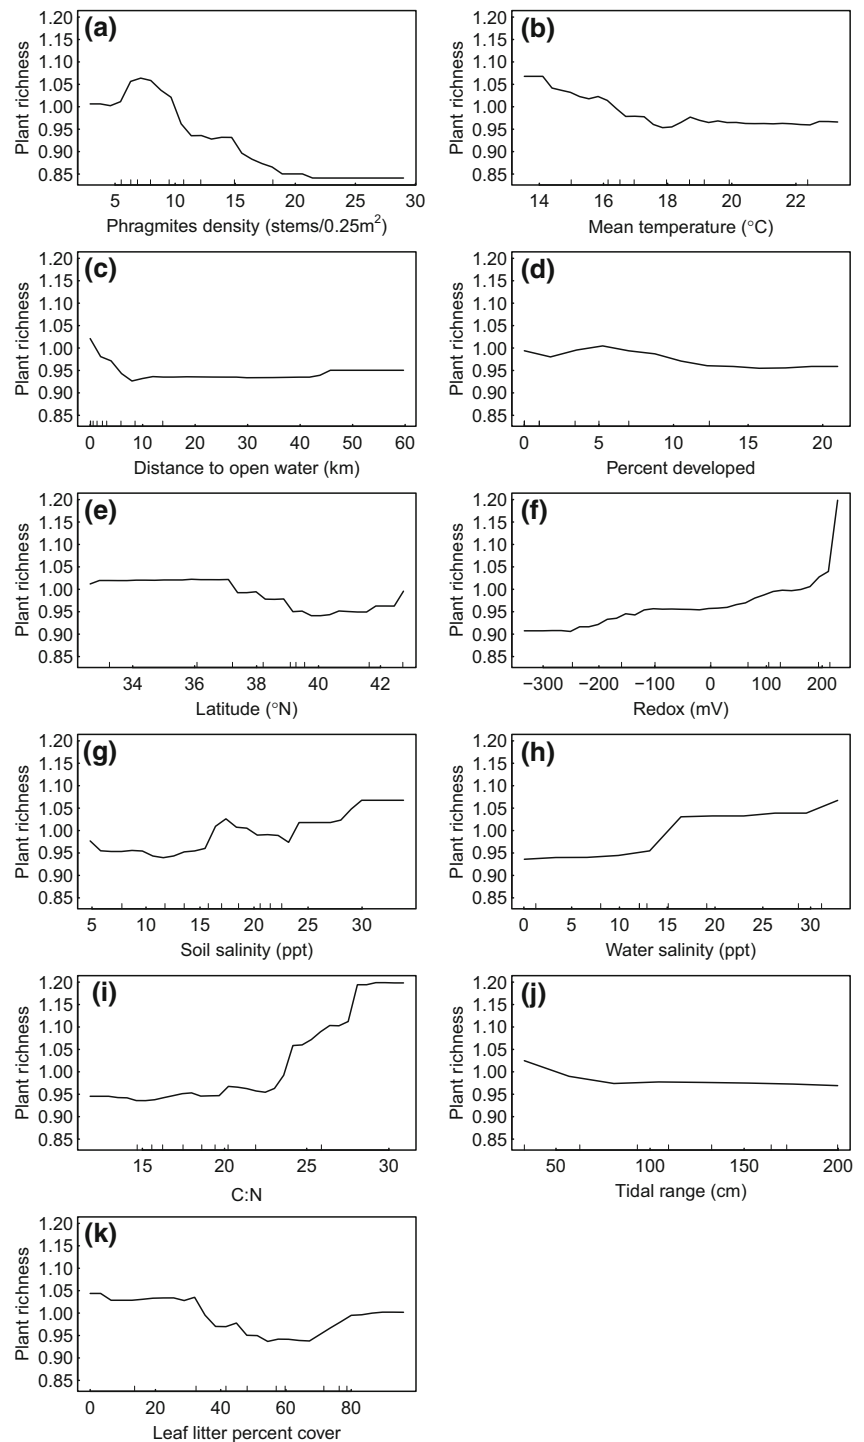 (a)
Plant richness
1.20
1.15
1.10
1.05
1.00
0.95
0.90
0.85
5 10 15 20 25 30
Phragmites density (stems/0.25m²)
(b)
Plant richness
1.20
1.15
1.10
1.05
1.00
0.95
0.90
0.85
14 16 18 20 22
Mean temperature (°C)
(c)
Plant richness
1.20
1.15
1.10
1.05
1.00
0.95
0.90
0.85
0 10 20 30 40 50 60
Distance to open water (km)
(d)
Plant richness
1.20
1.15
1.10
1.05
1.00
0.95
0.90
0.85
0 5 10 15 20
Percent developed
(e)
Plant richness
1.20
1.15
1.10
1.05
1.00
0.95
0.90
0.85
34 36 38 40 42
Latitude (°N)
(f)
Plant richness
1.20
1.15
1.10
1.05
1.00
0.95
0.90
0.85
−300 −200 −100 0 100 200
Redox (mV)
(g)
Plant richness
1.20
1.15
1.10
1.05
1.00
0.95
0.90
0.85
5 10 15 20 25 30
Soil salinity (ppt)
(h)
Plant richness
1.20
1.15
1.10
1.05
1.00
0.95
0.90
0.85
0 5 10 15 20 25 30
Water salinity (ppt)
(i)
Plant richness
1.20
1.15
1.10
1.05
1.00
0.95
0.90
0.85
15 20 25 30
C:N
(j)
Plant richness
1.20
1.15
1.10
1.05
1.00
0.95
0.90
0.85
50 100 150 200
Tidal range (cm)
(k)
Plant richness
1.20
1.15
1.10
1.05
1.00
0.95
0.90
0.85
0 20 40 60 80
Leaf litter percent cover